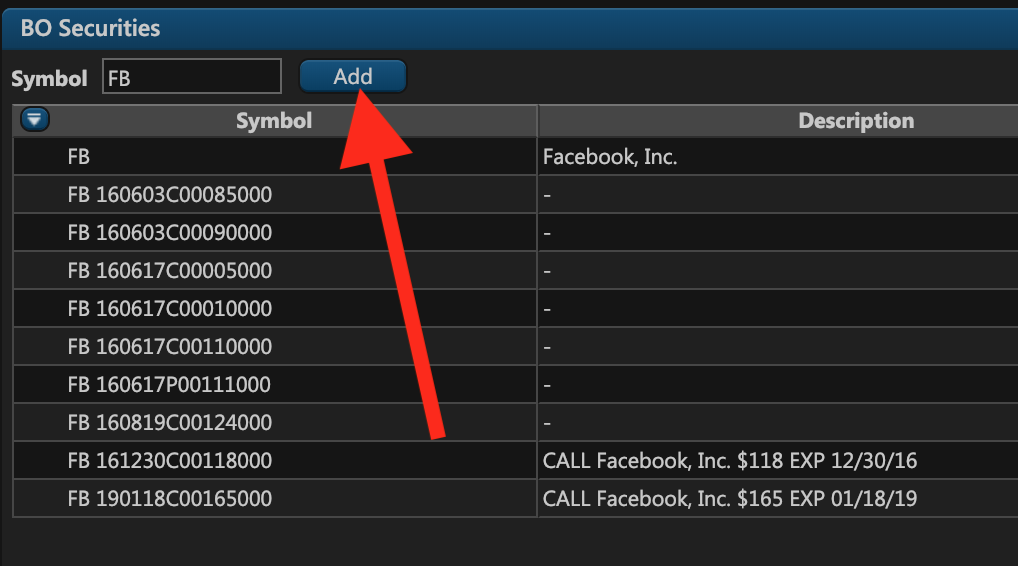 BO Securities
Symbol FB Add
Symbol Description
FB Facebook, Inc.
FB 160603C00085000 -
FB 160603C00090000 -
FB 160617C00005000 -
FB 160617C00010000 -
FB 160617C00110000 -
FB 160617P00111000 -
FB 160819C00124000 -
FB 161230C00118000 CALL Facebook, Inc. $118 EXP 12/30/16
FB 190118C00165000 CALL Facebook, Inc. $165 EXP 01/18/19